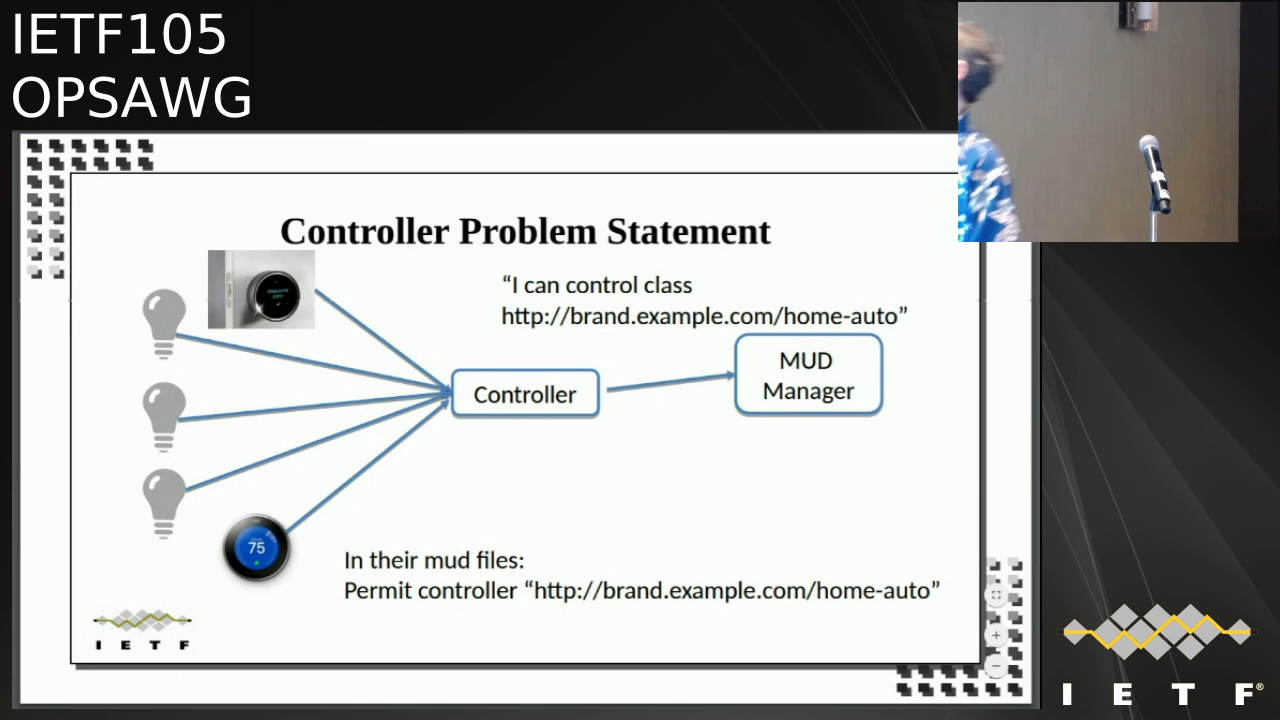 IETF105
OPSAWG
Controller Problem Statement
“I can control class
http://brand.example.com/home-auto”
MUD
Manager
Controller
75
In their mud files:
Permit controller “http://brand.example.com/home-auto”
I E T F
I E T F®